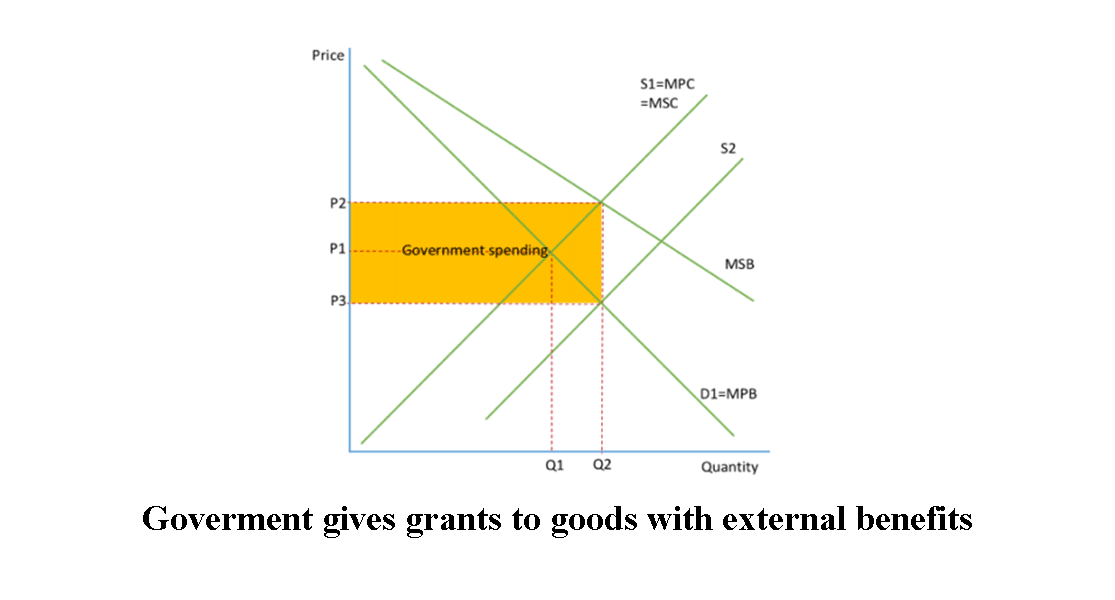 Price
S1=MPC
=MSC
S2
P2
P1
Government spending
MSB
P3
D1=MPB
Q1
Q2
Quantity
Goverment gives grants to goods with external benefits